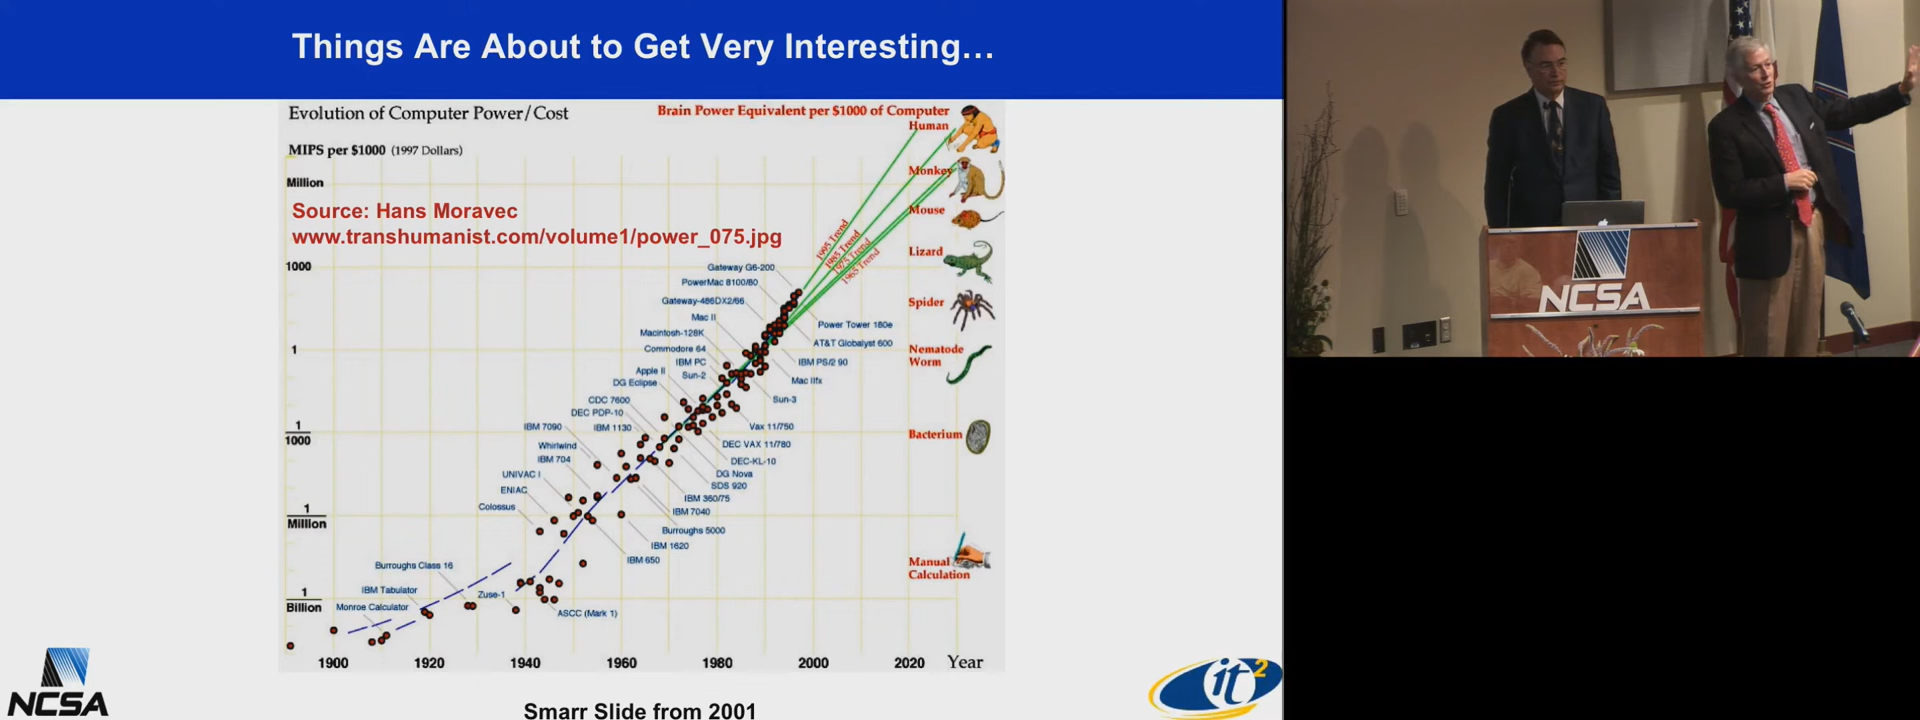 Things Are About to Get Very Interesting...
Evolution of Computer Power/Cost
Brain Power Equivalent per $1000 of Computer
MIPS per $1000 (1997 Dollars)
Human
Monkey
Mouse
Lizard
Spider
Nematode
Worm
Bacterium
Manual
Calculation
Million
Source: Hans Moravec
www.transhumanist.com/volume1/power_075.jpg
1000
1
1
1000
1
Million
1
Billion
1995 Trend
1985 Trend
1975 Trend
1965 Trend
Gateway G6-200
PowerMac 8100/80
Gateway-486DX2/66
Mac II
Macintosh-128K
Commodore 64
IBM PC
Sun-2
Apple II
DG Eclipse
CDC 7600
DEC PDP-10
IBM 7090
IBM 1130
Whirlwind
IBM 704
UNIVAC I
ENIAC
Colossus
Burroughs Class 16
IBM Tabulator
Monroe Calculator
Zuse-1
Power Tower 180e
AT&T Globalyst 600
IBM PS/2 90
Mac IIfx
Sun-3
Vax 11/750
DEC VAX 11/780
DEC-KL-10
DG Nova
SDS 920
IBM 360/75
IBM 7040
Burroughs 5000
IBM 1620
IBM 650
ASCC (Mark 1)
1900
1920
1940
1960
1980
2000
2020
Year
NCSA
it2
Smarr Slide from 2001
NCSA